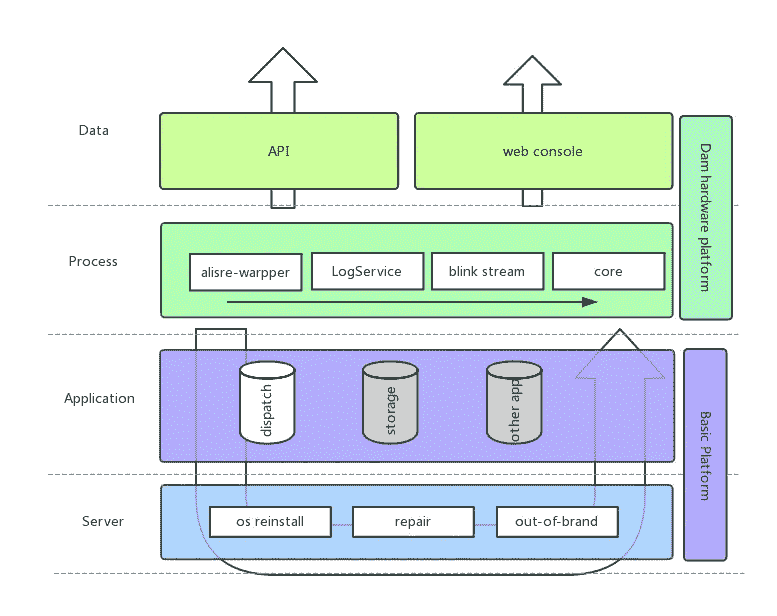 Data
API
web console
Dam hardware platform
Process
alisre-warpper
LogService
blink stream
core
Application
dispatch
storage
other app
Basic Platform
Server
os reinstall
repair
out-of-brand